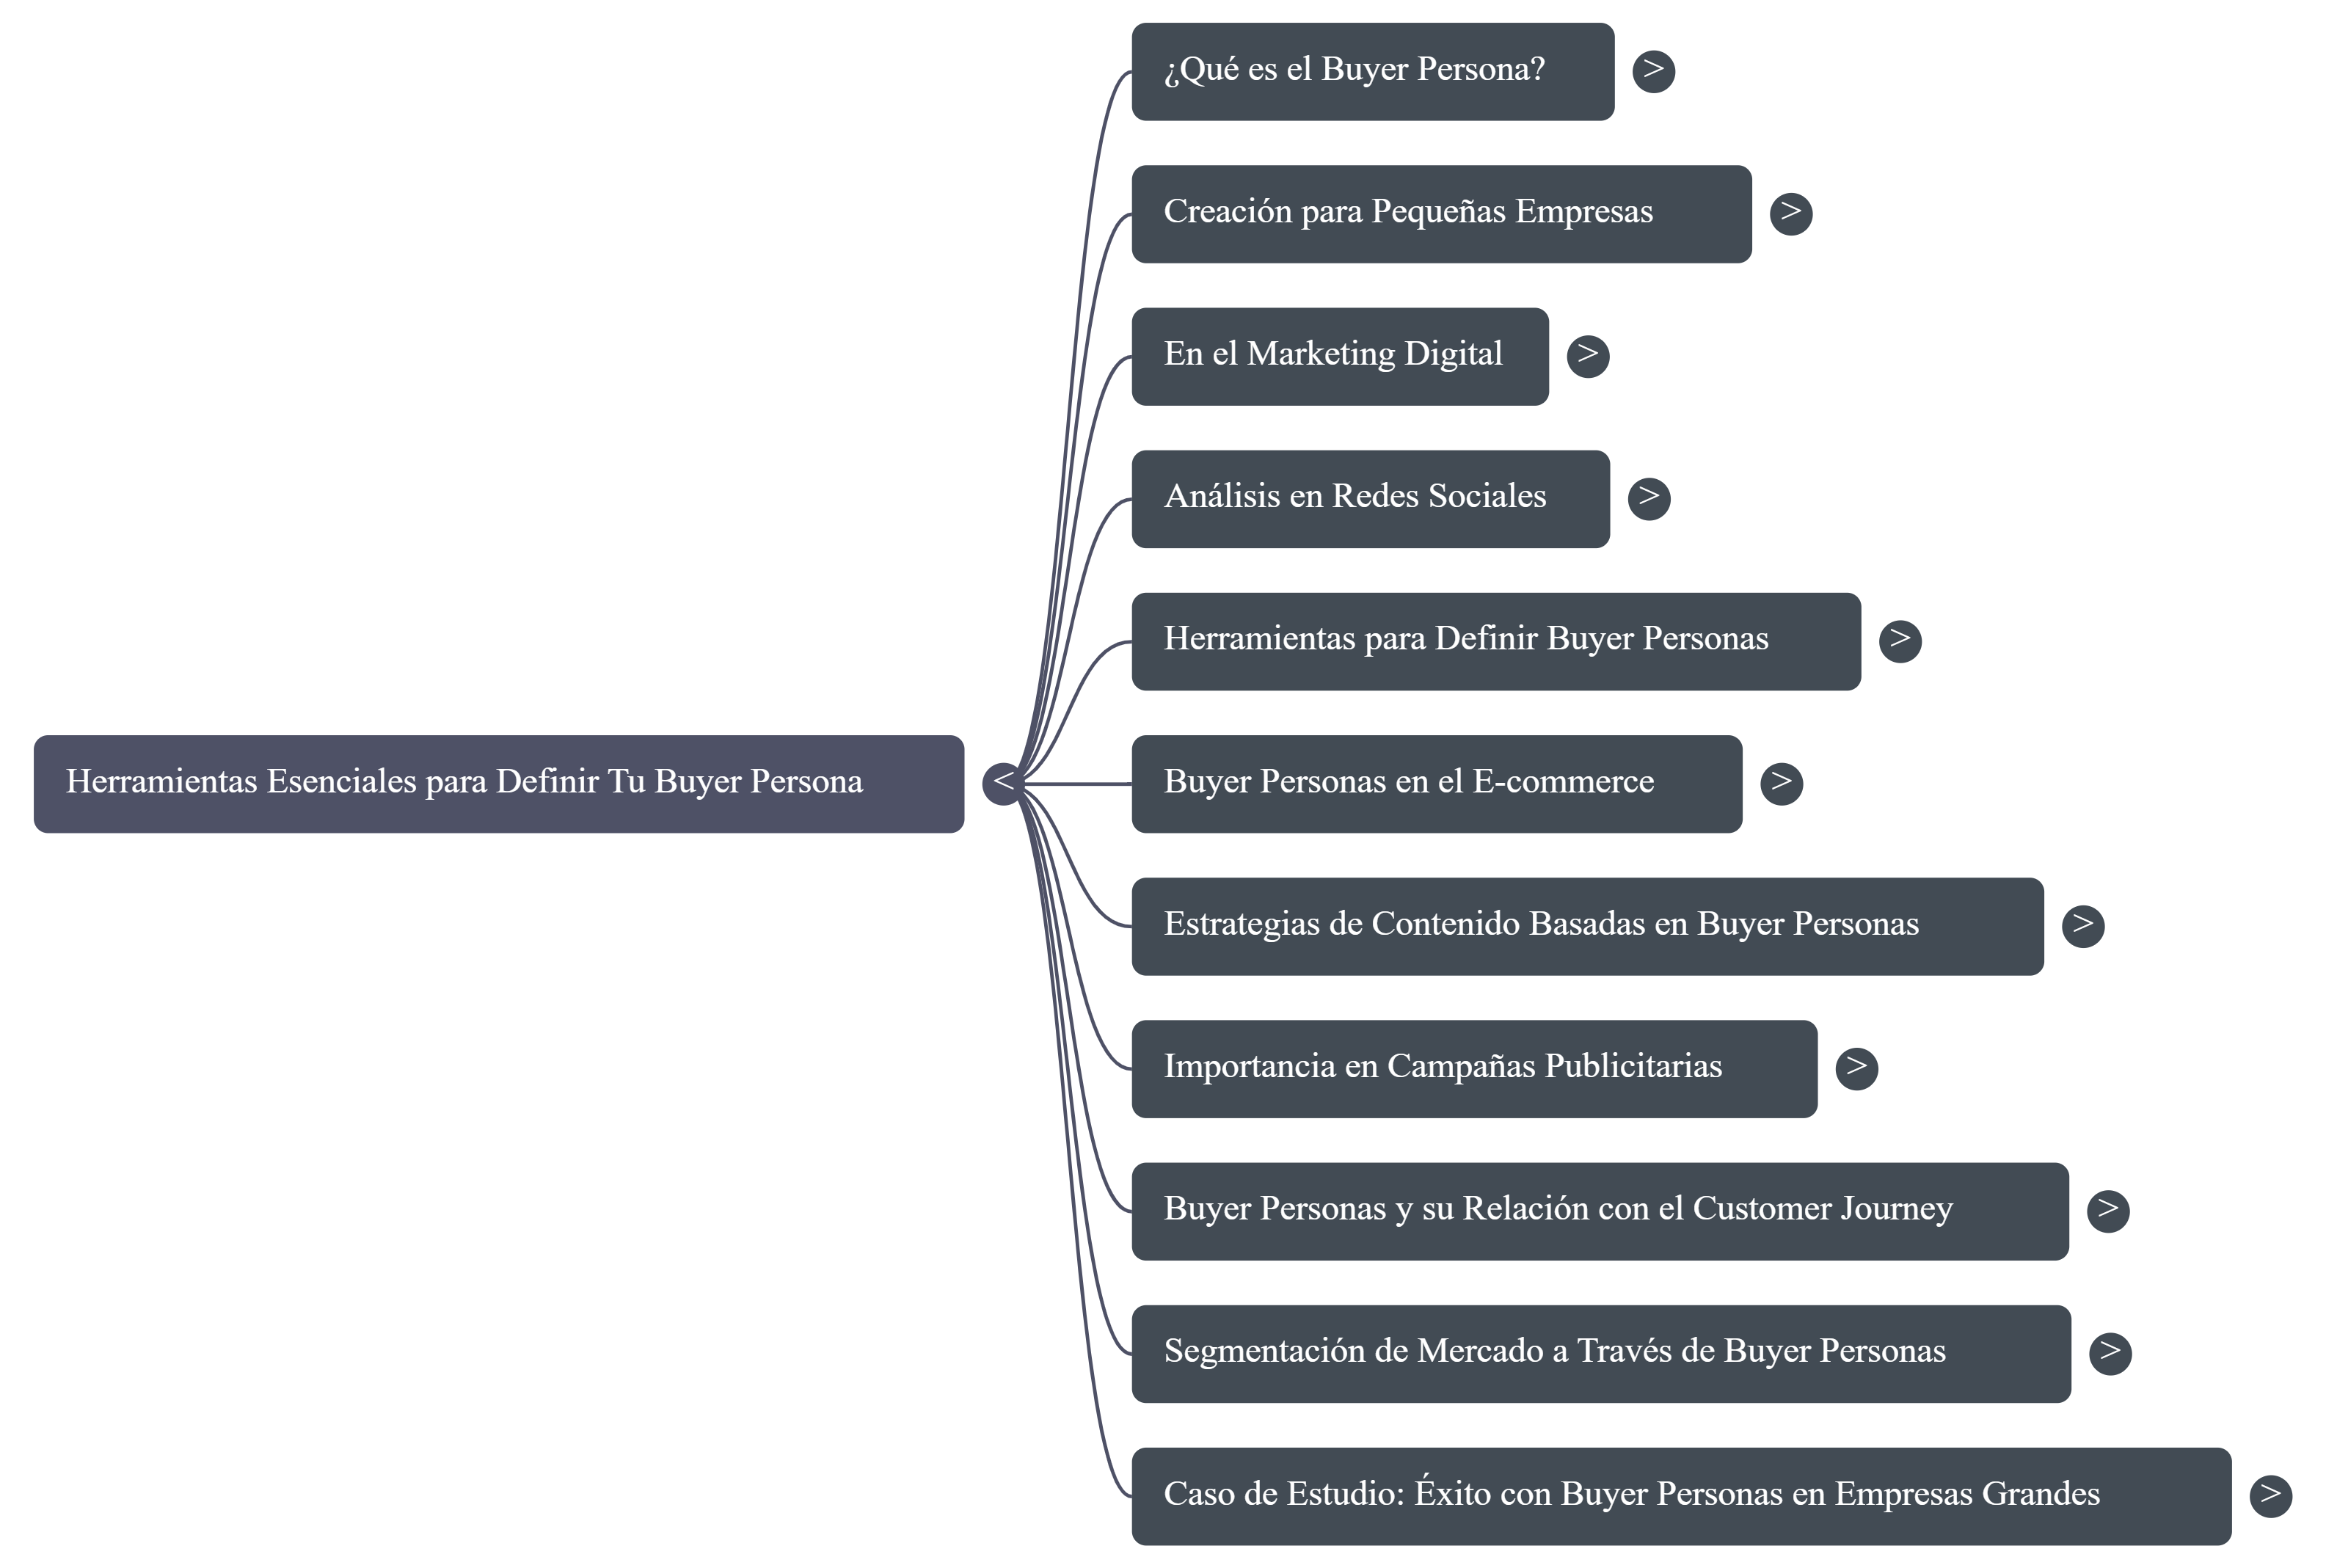 ¿Qué es el Buyer Persona? >
Creación para Pequeñas Empresas >
En el Marketing Digital >
Análisis en Redes Sociales >
Herramientas para Definir Buyer Personas >
Herramientas Esenciales para Definir Tu Buyer Persona <
Buyer Personas en el E-commerce >
Estrategias de Contenido Basadas en Buyer Personas >
Importancia en Campañas Publicitarias >
Buyer Personas y su Relación con el Customer Journey >
Segmentación de Mercado a Través de Buyer Personas >
Caso de Estudio: Éxito con Buyer Personas en Empresas Grandes >